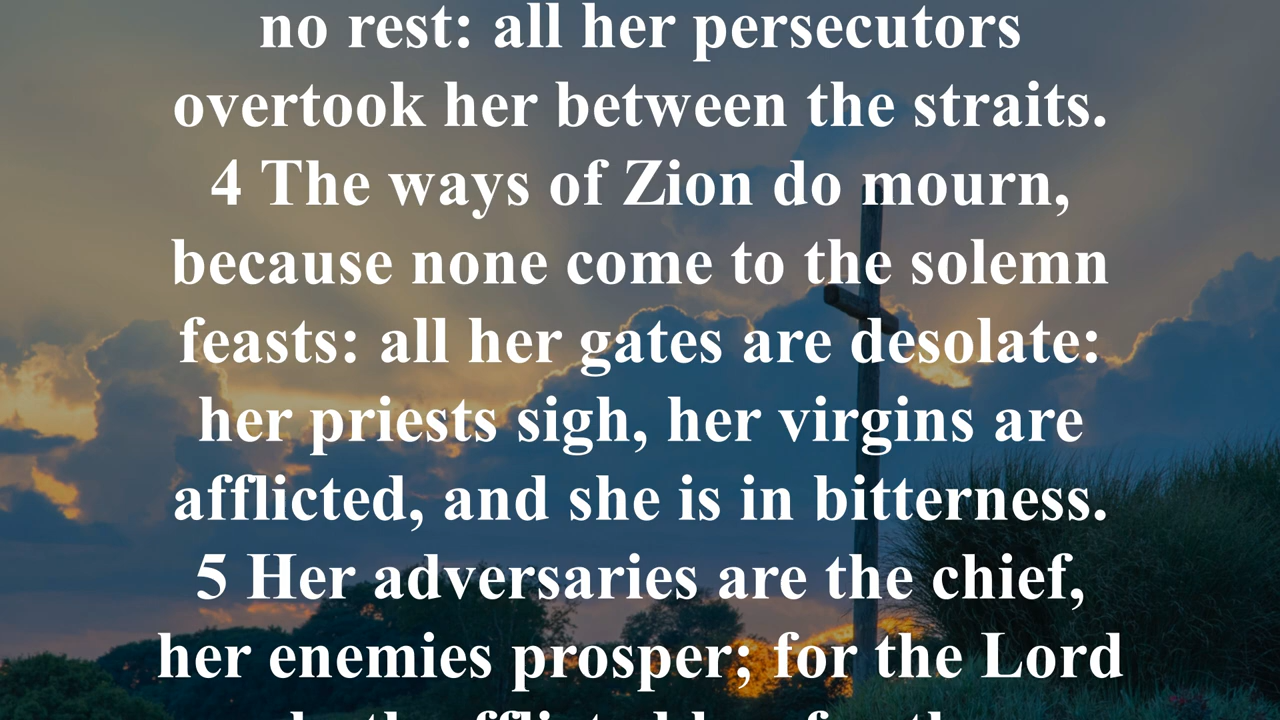 no rest: all her persecutors
overtook her between the straits.
4 The ways of Zion do mourn,
because none come to the solemn
feasts: all her gates are desolate:
her priests sigh, her virgins are
afflicted, and she is in bitterness.
5 Her adversaries are the chief,
her enemies prosper; for the Lord